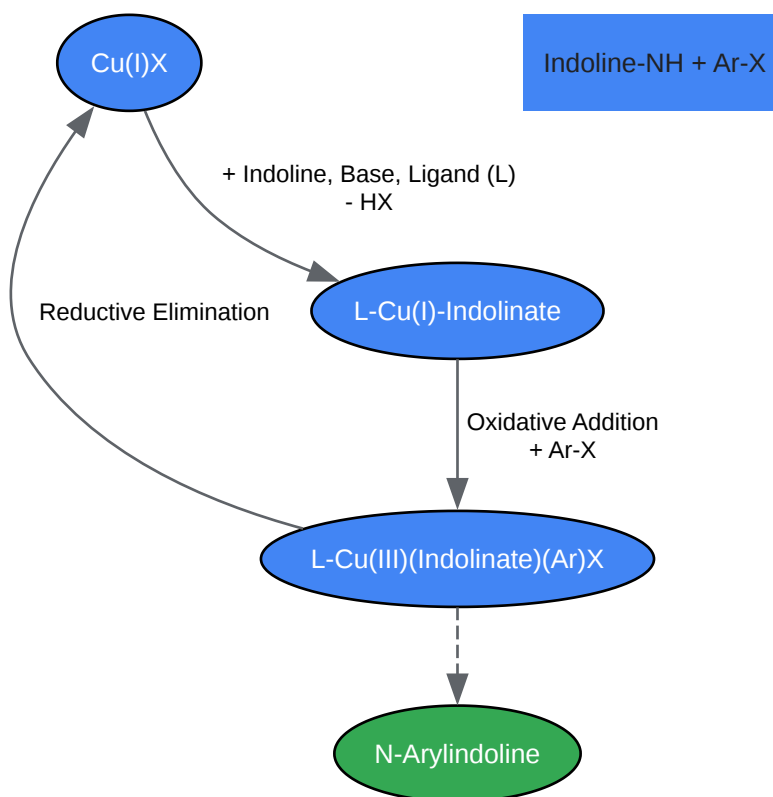 Cu(I)X
Indoline-NH + Ar-X
+ Indoline, Base, Ligand (L)
- HX
L-Cu(I)-Indolinate
Reductive Elimination
Oxidative Addition
+ Ar-X
L-Cu(III)(Indolinate)(Ar)X
N-Arylindoline